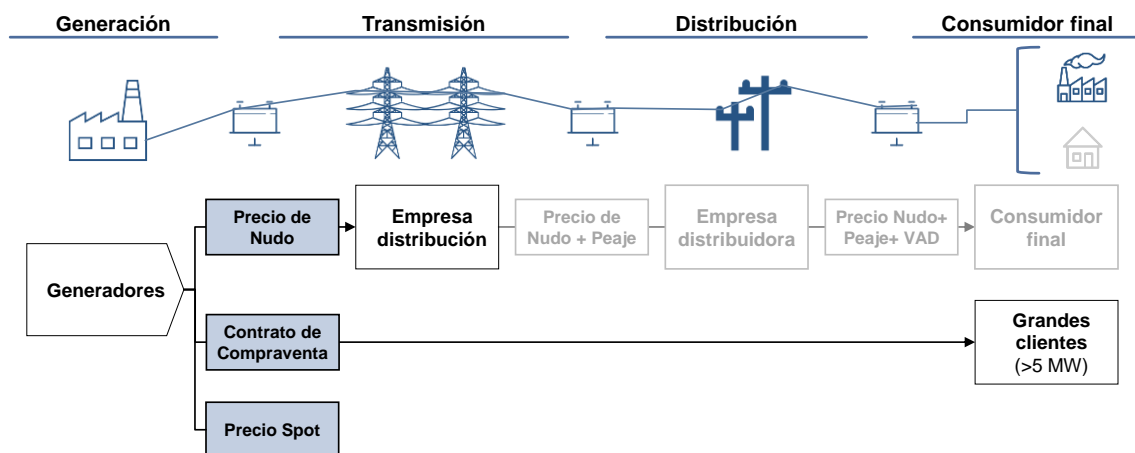 Generación
Transmisión
Distribución
Consumidor final
Precio de
Nudo
Empresa
distribución
Precio de
Nudo + Peaje
Empresa
distribuidora
Precio Nudo+
Peaje+ VAD
Consumidor
final
Generadores
Contrato de
Compraventa
Grandes
clientes
(>5 MW)
Precio Spot